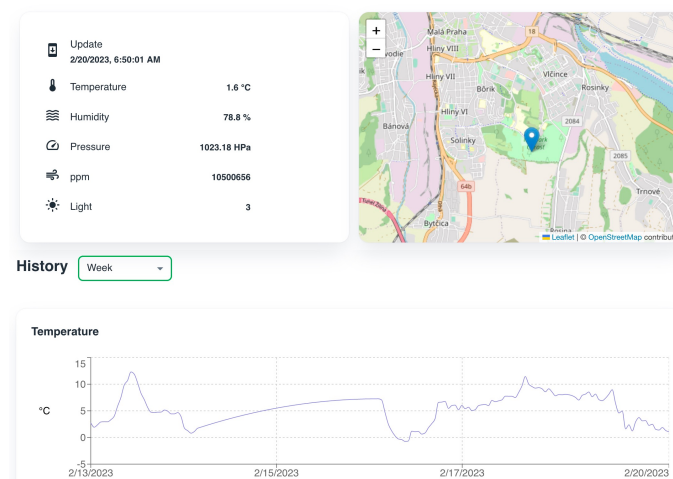 Update
2/20/2023, 6:50:01 AM
Temperature 1.6 °C
Humidity 78.8 %
Pressure 1023.18 HPa
ppm 10500656
Light 3
+
−
Malá Praha
Hliny VIII
Hliny VII
Bôrik
Vlčince
Rosinky
Hliny VI
Bánová
Solinky
Trnové
Bytčica
Rosina
18
2084
2085
64b
Leaflet | © OpenStreetMap contribut
History Week
Temperature
°C
15
10
5
0
-5
2/13/2023 2/15/2023 2/17/2023 2/20/2023